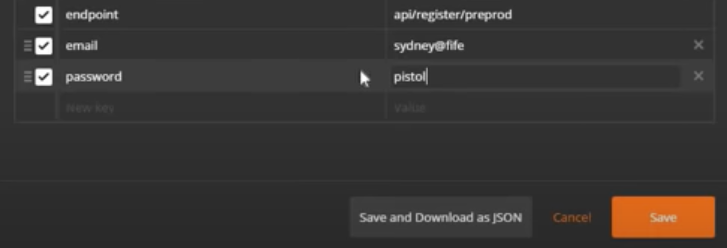 endpoint api/register/preprod
email sydney@fife
password pistol
New key Value
Save and Download as JSON Cancel Save